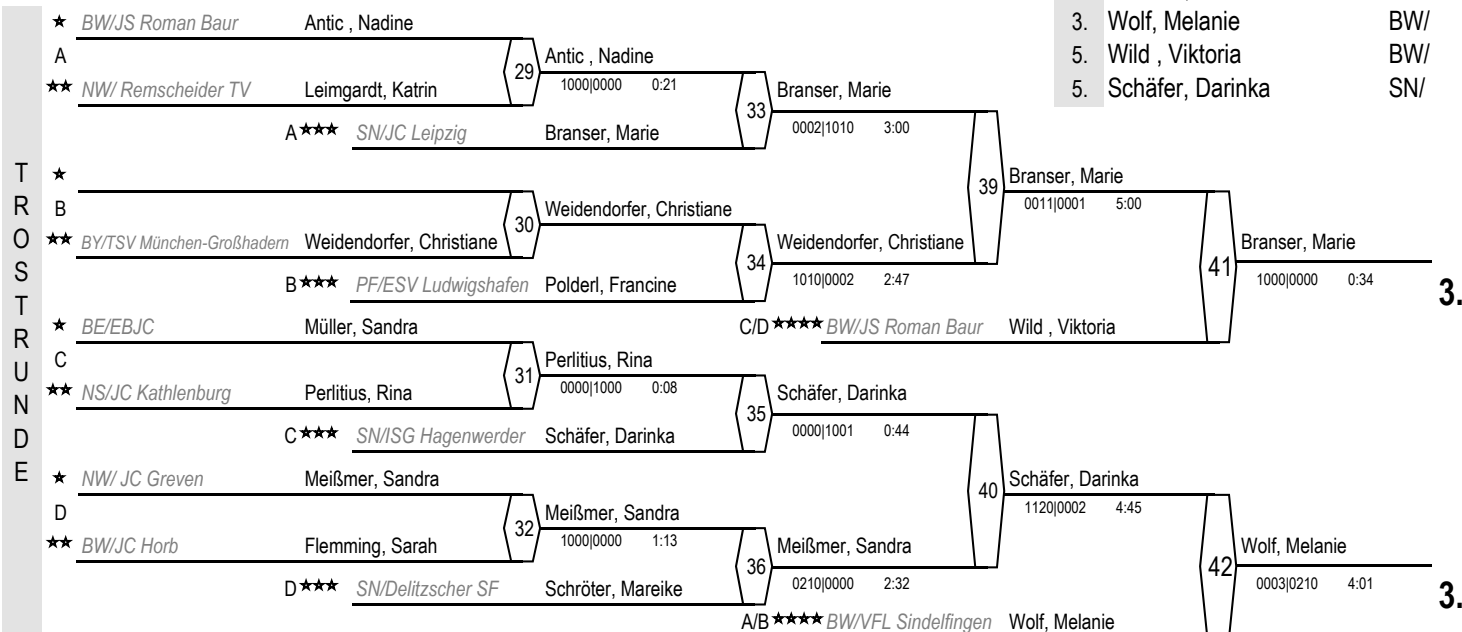 ★ BW/JS Roman Baur Antic , Nadine
3. Wolf, Melanie BW/
A
29 Antic , Nadine
5. Wild , Viktoria BW/
★★ NW/ Remscheider TV Leimgardt, Katrin
1000|0000 0:21
33 Branser, Marie
5. Schäfer, Darinka SN/
A★★★ SN/JC Leipzig Branser, Marie
0002|1010 3:00
TROSTRUNDE
★
39 Branser, Marie
0011|0001 5:00
B
30 Weidendorfer, Christiane
★★ BY/TSV München-Großhadern Weidendorfer, Christiane
34 Weidendorfer, Christiane
41 Branser, Marie
B★★★ PF/ESV Ludwigshafen Polderl, Francine
1010|0002 2:47
1000|0000 0:34
3.
★ BE/EBJC Müller, Sandra
C/D★★★★ BW/JS Roman Baur Wild , Viktoria
C
31 Perlitius, Rina
★★ NS/JC Kathlenburg Perlitius, Rina
0000|1000 0:08
35 Schäfer, Darinka
C★★★ SN/ISG Hagenwerder Schäfer, Darinka
0000|1001 0:44
★ NW/ JC Greven Meißmer, Sandra
40 Schäfer, Darinka
1120|0002 4:45
D
32 Meißmer, Sandra
★★ BW/JC Horb Flemming, Sarah
1000|0000 1:13
36 Meißmer, Sandra
42 Wolf, Melanie
D★★★ SN/Delitzscher SF Schröter, Mareike
0210|0000 2:32
0003|0210 4:01
3.
A/B★★★★ BW/VFL Sindelfingen Wolf, Melanie